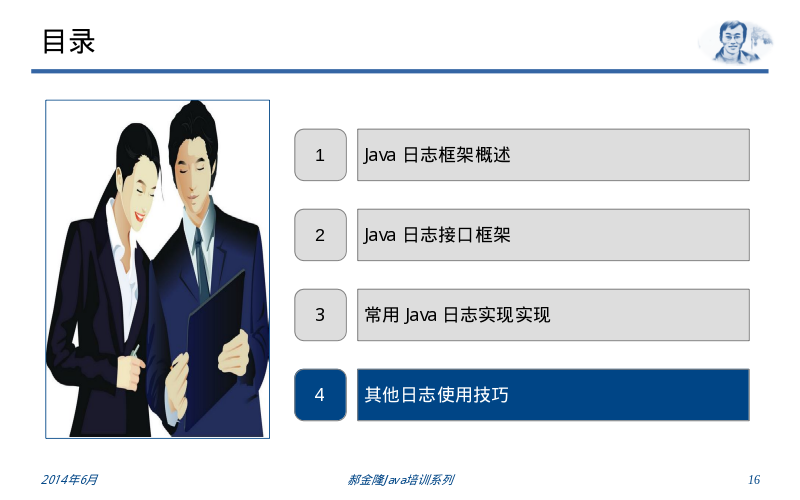 目录
1
Java 日志框架概述
2
Java 日志接口框架
3
常用 Java 日志实现实现
4
其他日志使用技巧
2014年6月
郝金隆Java培训系列
16